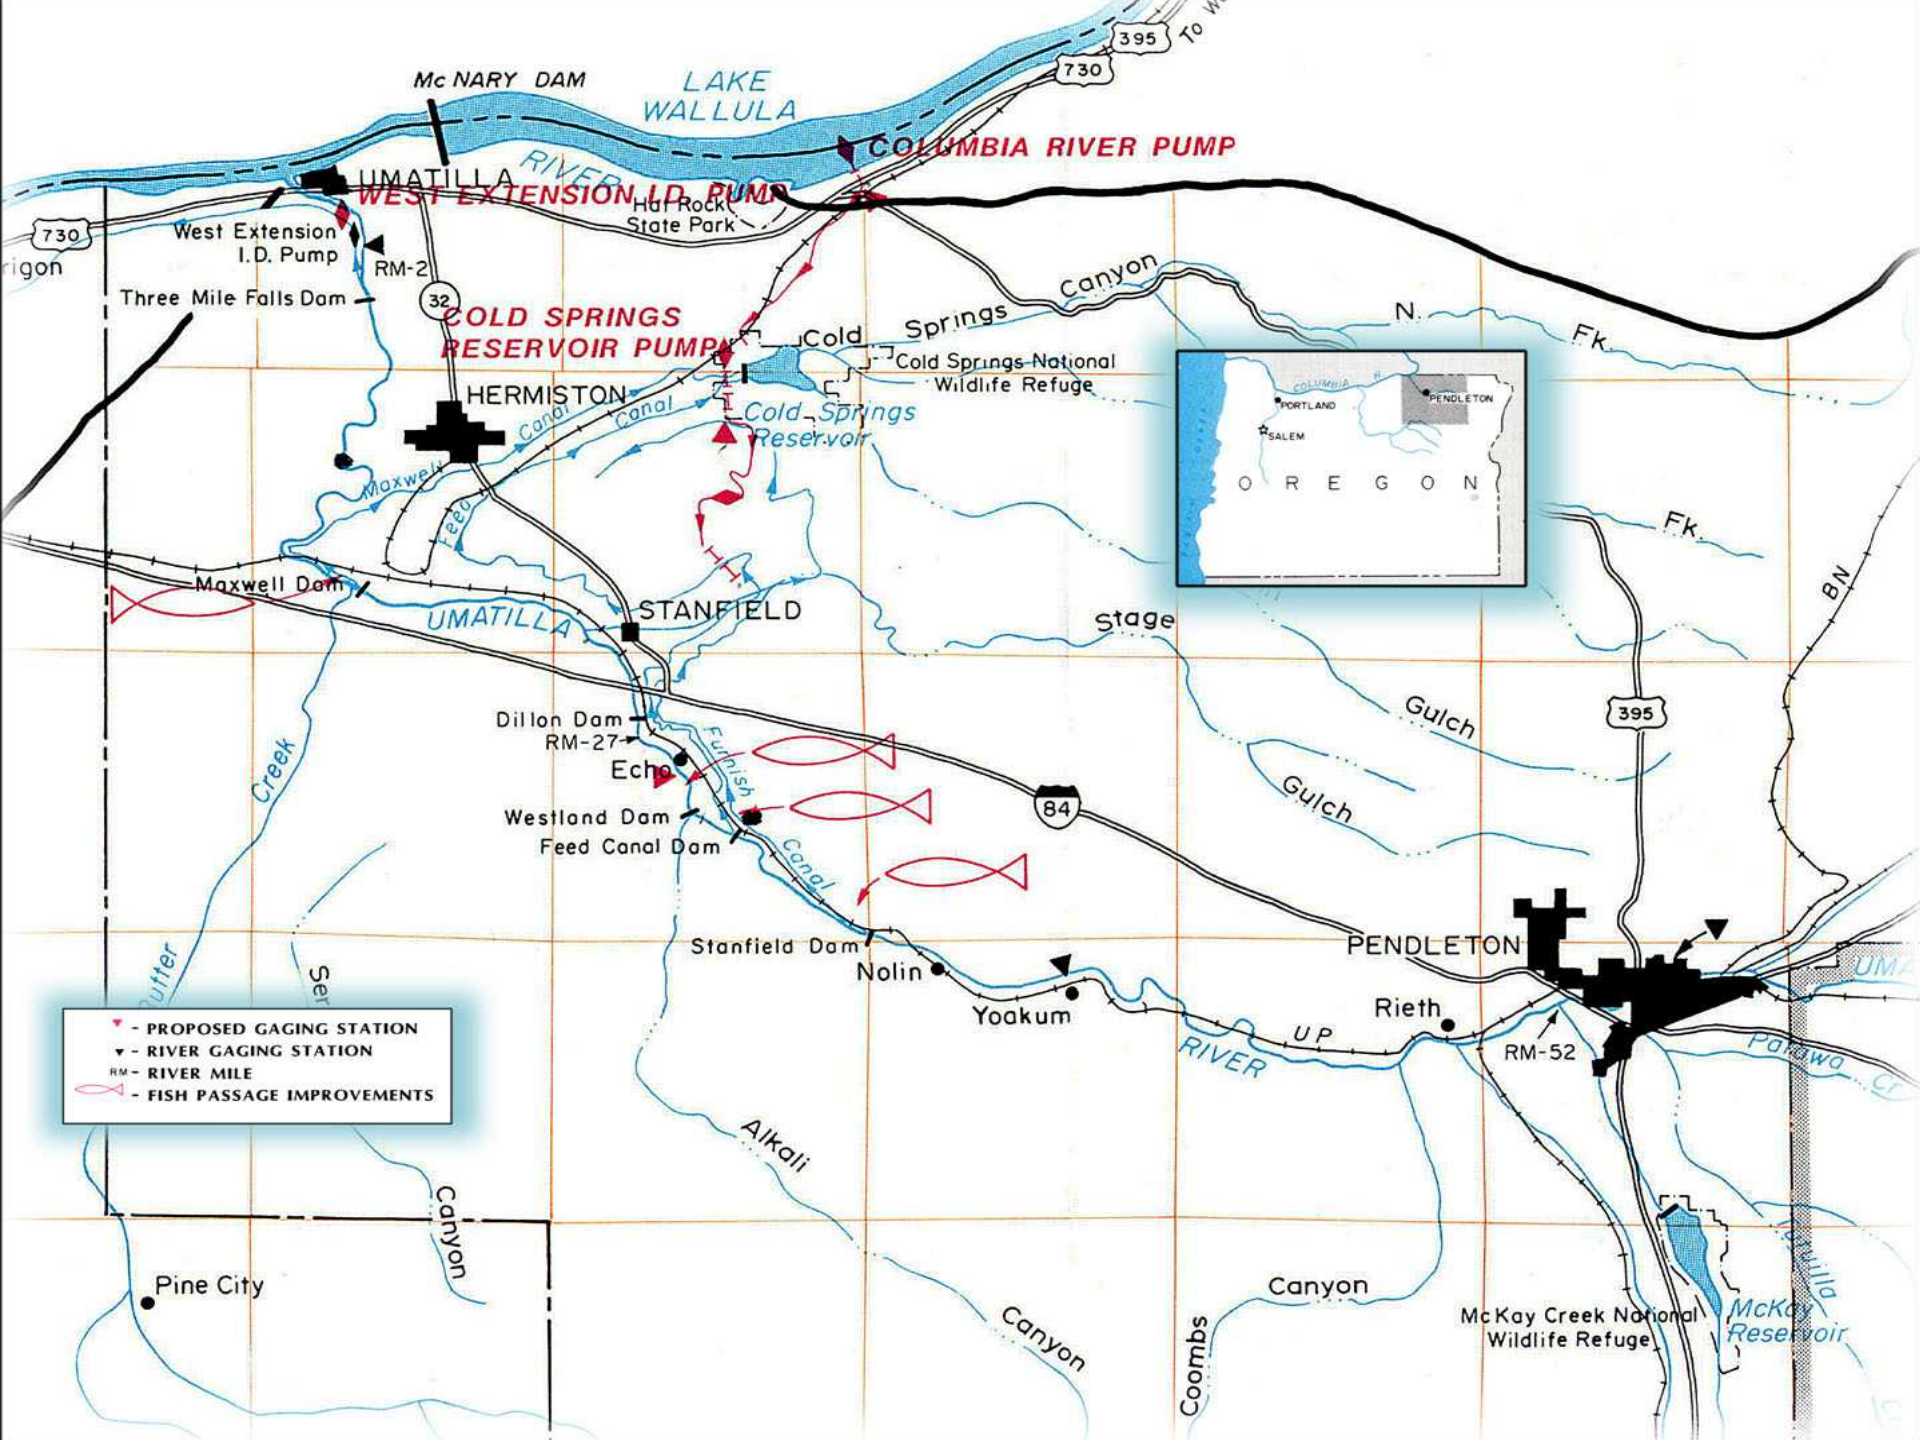 395
To
730
Mc NARY DAM
LAKE
WALLULA
COLUMBIA RIVER PUMP
RIVER
UMATILLA
WEST EXTENSION I.D. PUMP
Hat Rock
State Park
730
West Extension
I.D. Pump
rigon
RM-2
Three Mile Falls Dam
32
COLD SPRINGS
RESERVOIR PUMP
Cold
Springs
Canyon
N.
Fk.
Cold Springs National
Wildlife Refuge
HERMISTON
Canal
Canal
Cold Springs
Reservoir
Maxwell
Feed
COLUMBIA R.
PORTLAND
PENDLETON
SALEM
OREGON
Fk.
BN
Maxwell Dam
UMATILLA
STANFIELD
Stage
Gulch
395
Dillon Dam
RM-27
Echo
Furnish
Gulch
84
Creek
Westland Dam
Feed Canal Dam
Canal
Stanfield Dam
Nolin
PENDLETON
UMA
Yoakum
Rieth
UP
RIVER
RM-52
Patawa
Cr
Butter
Ser
- PROPOSED GAGING STATION
- RIVER GAGING STATION
RM - RIVER MILE
- FISH PASSAGE IMPROVEMENTS
Alkali
Canyon
Pine City
Canyon
Canyon
Coombs
McKay Creek National
Wildlife Refuge
McKay
Reservoir